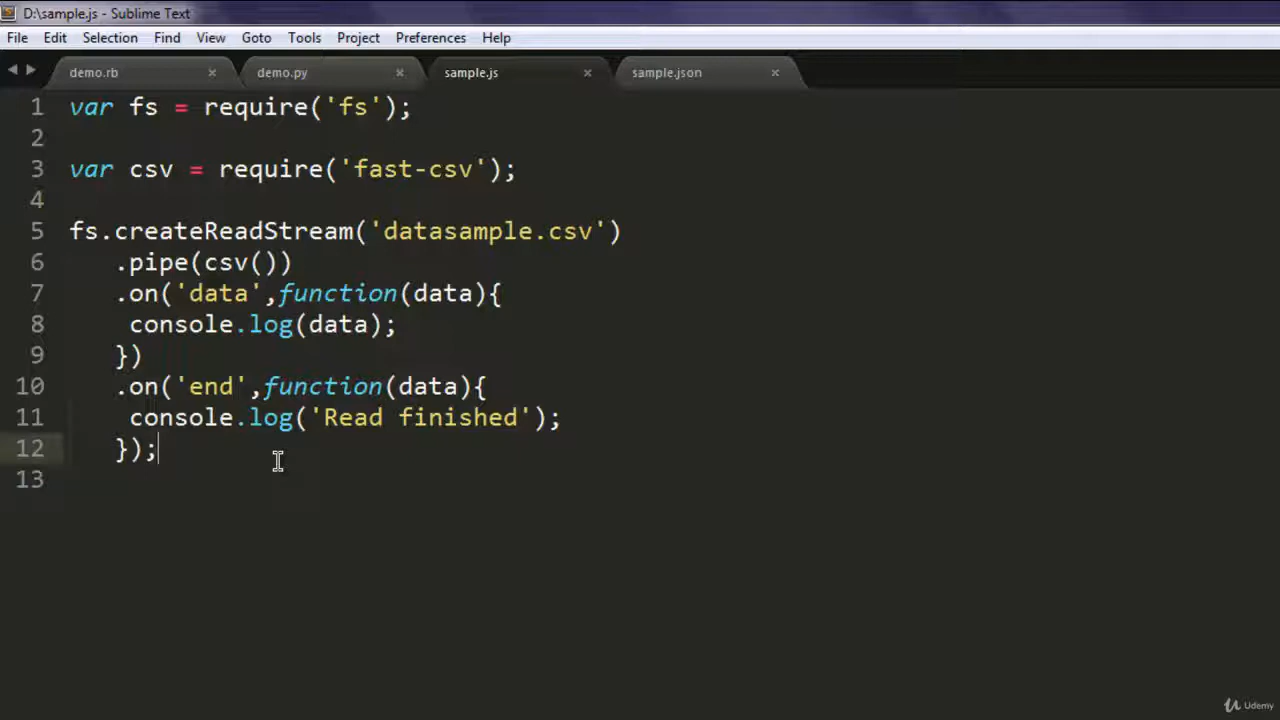 D:\sample.js - Sublime Text
File Edit Selection Find View Goto Tools Project Preferences Help
demo.rb × demo.py × sample.js × sample.json ×
1 var fs = require('fs');
2
3 var csv = require('fast-csv');
4
5 fs.createReadStream('datasample.csv')
6 .pipe(csv())
7 .on('data',function(data){
8 console.log(data);
9 })
10 .on('end',function(data){
11 console.log('Read finished');
12 });
13
Udemy